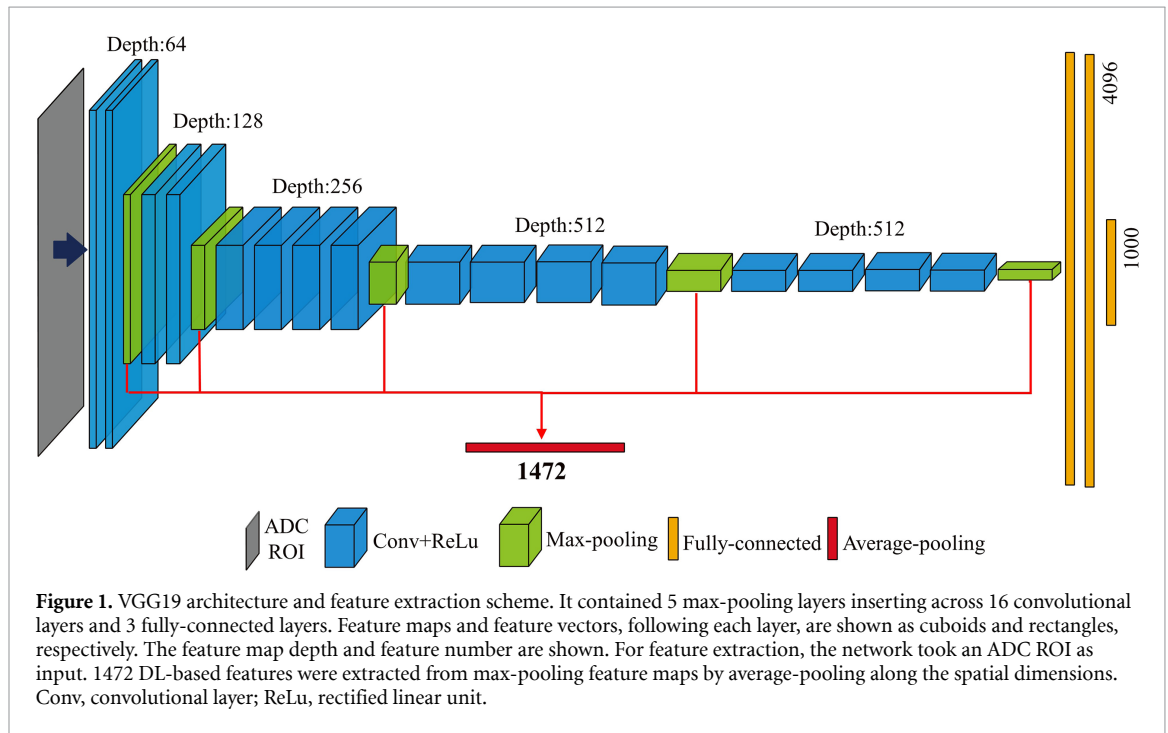 Depth:64
Depth:128
Depth:256
Depth:512
Depth:512
4096
1000
1472
ADC
ROI
Conv+ReLu
Max-pooling
Fully-connected
Average-pooling
Figure 1. VGG19 architecture and feature extraction scheme. It contained 5 max-pooling layers inserting across 16 convolutional
layers and 3 fully-connected layers. Feature maps and feature vectors, following each layer, are shown as cuboids and rectangles,
respectively. The feature map depth and feature number are shown. For feature extraction, the network took an ADC ROI as
input. 1472 DL-based features were extracted from max-pooling feature maps by average-pooling along the spatial dimensions.
Conv, convolutional layer; ReLu, rectified linear unit.